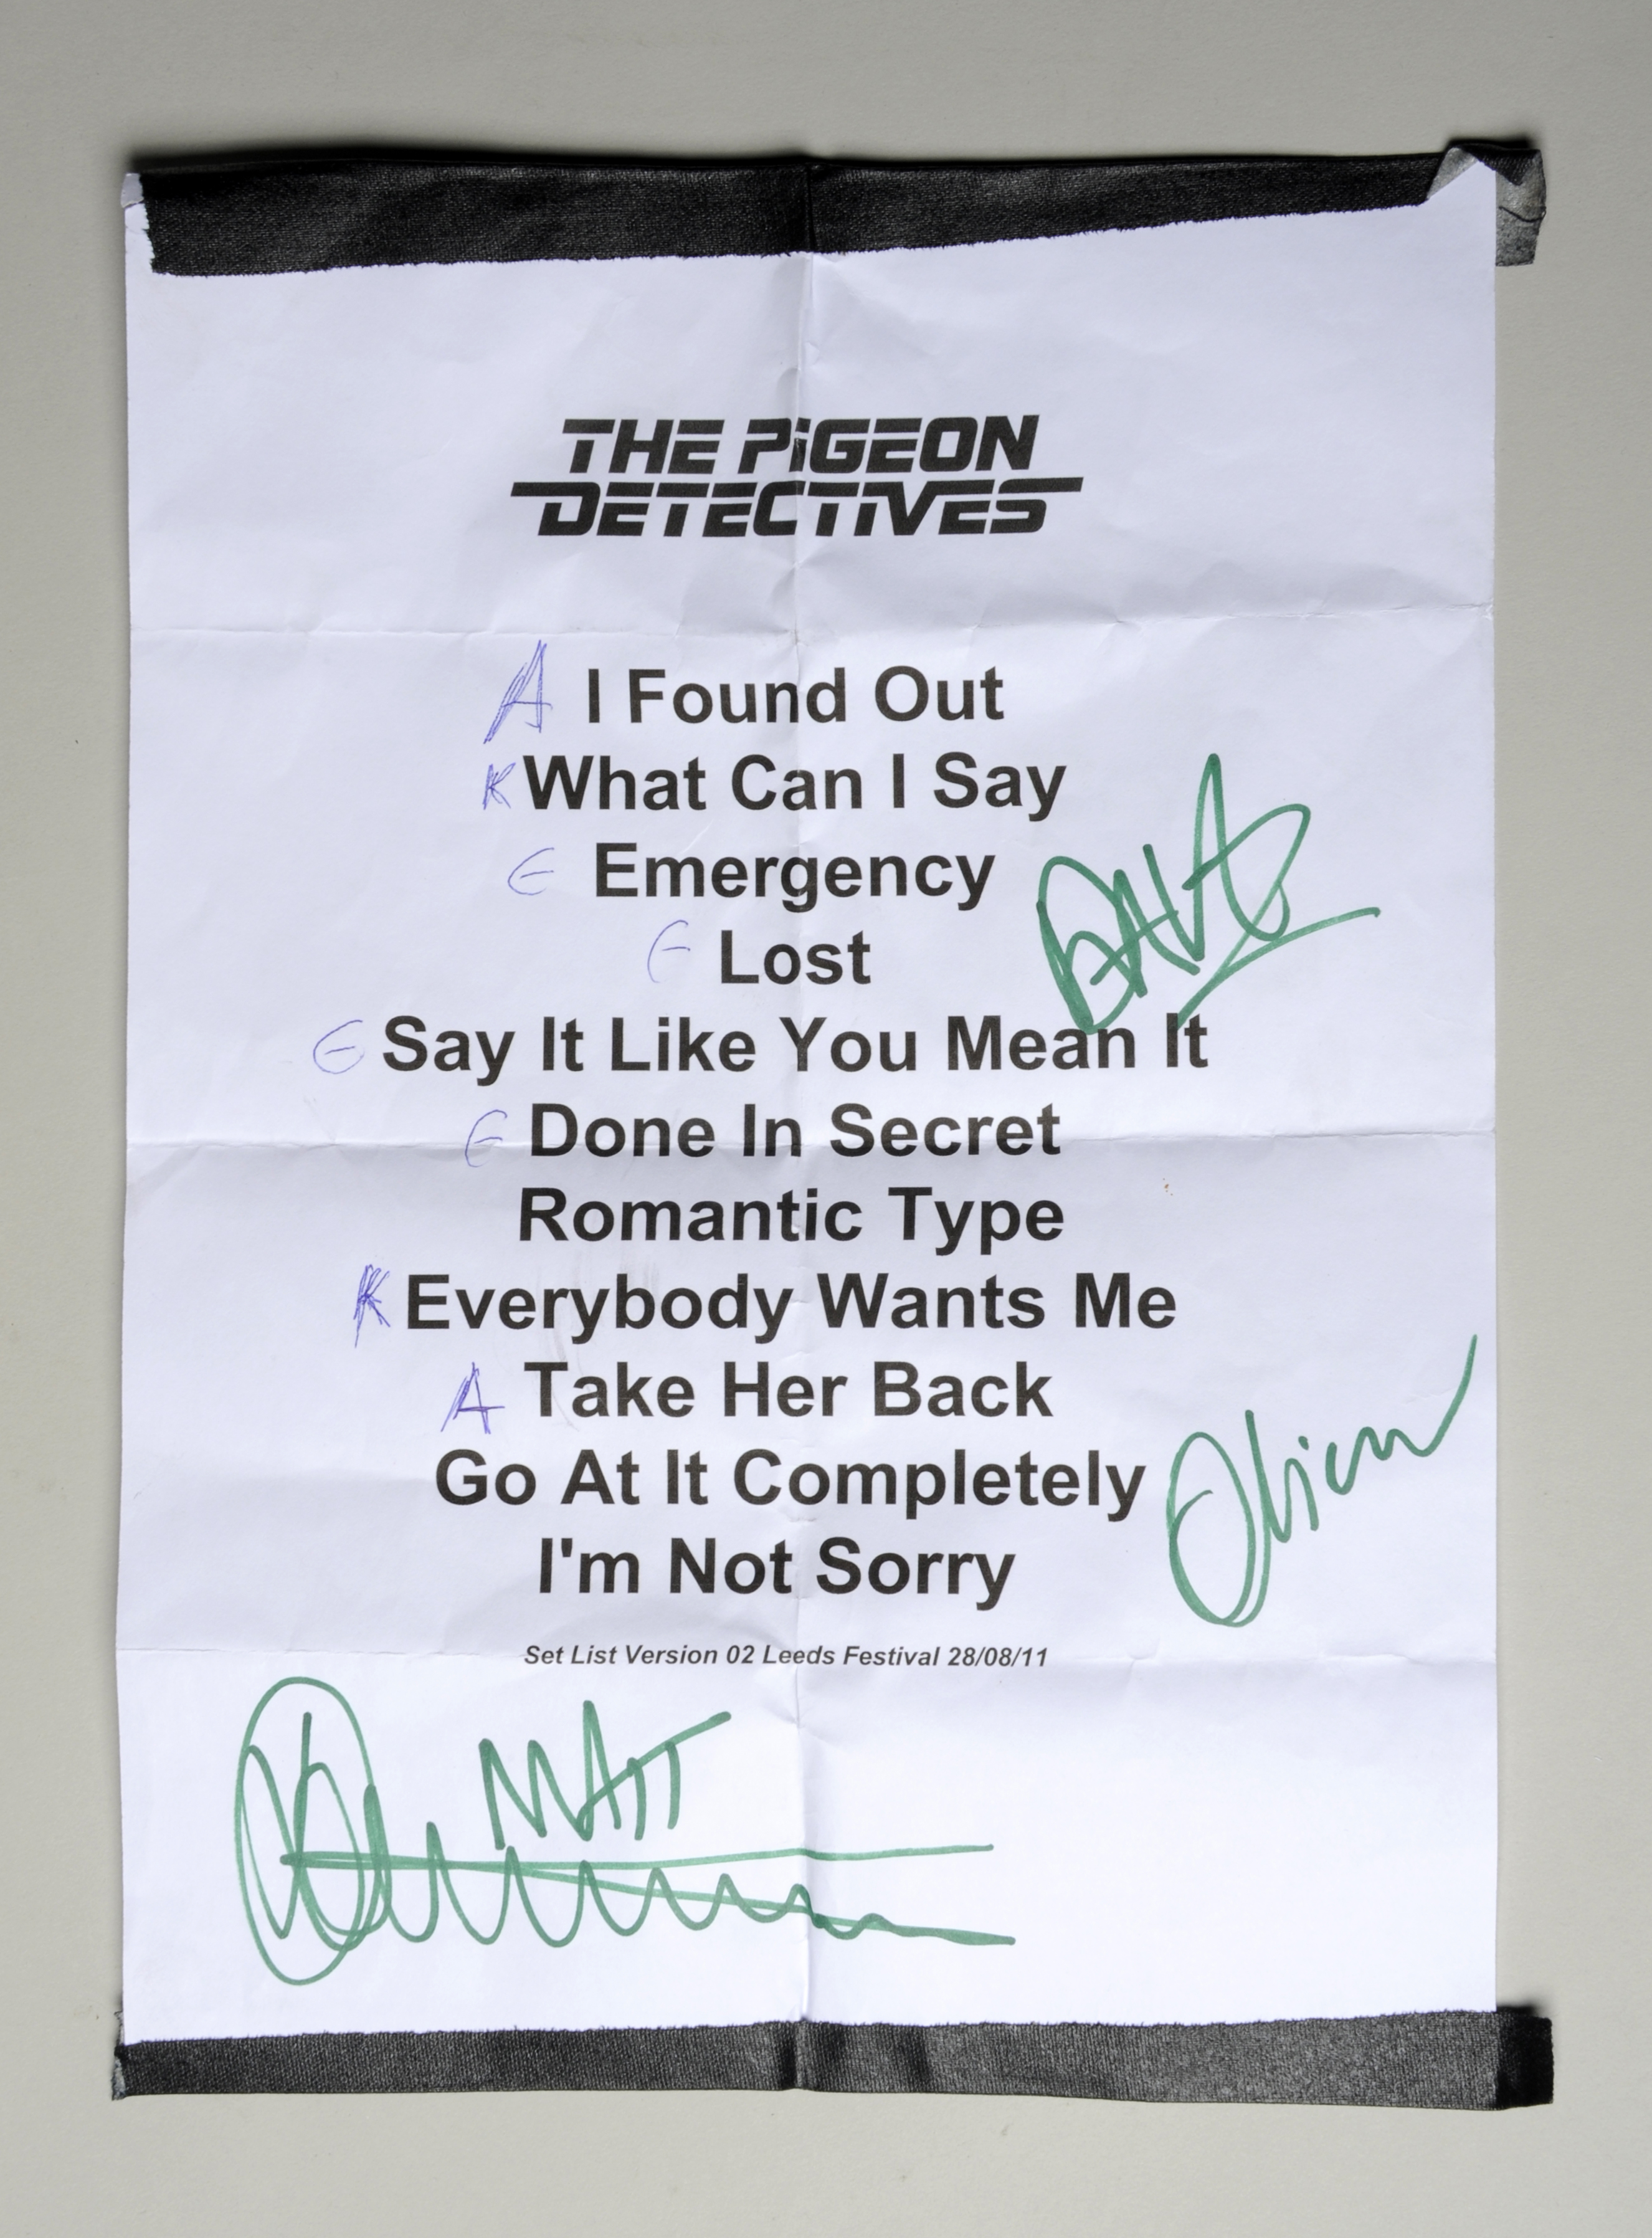 THE PIGEON
DETECTIVES
A I Found Out
K What Can I Say
E Emergency
E Lost
DAVE
E Say It Like You Mean It
E Done In Secret
Romantic Type
K Everybody Wants Me
A Take Her Back
Go At It Completely
Oliver
I'm Not Sorry
Set List Version 02 Leeds Festival 28/08/11
MATT